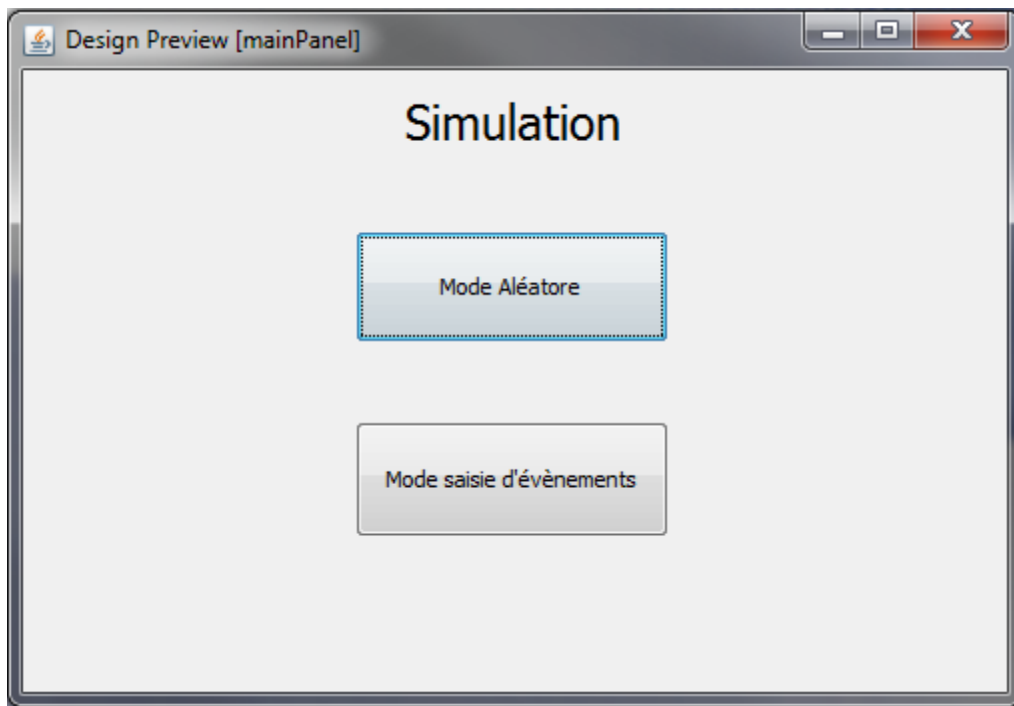 Design Preview [mainPanel]
Simulation
Mode Aléatore
Mode saisie d'évènements